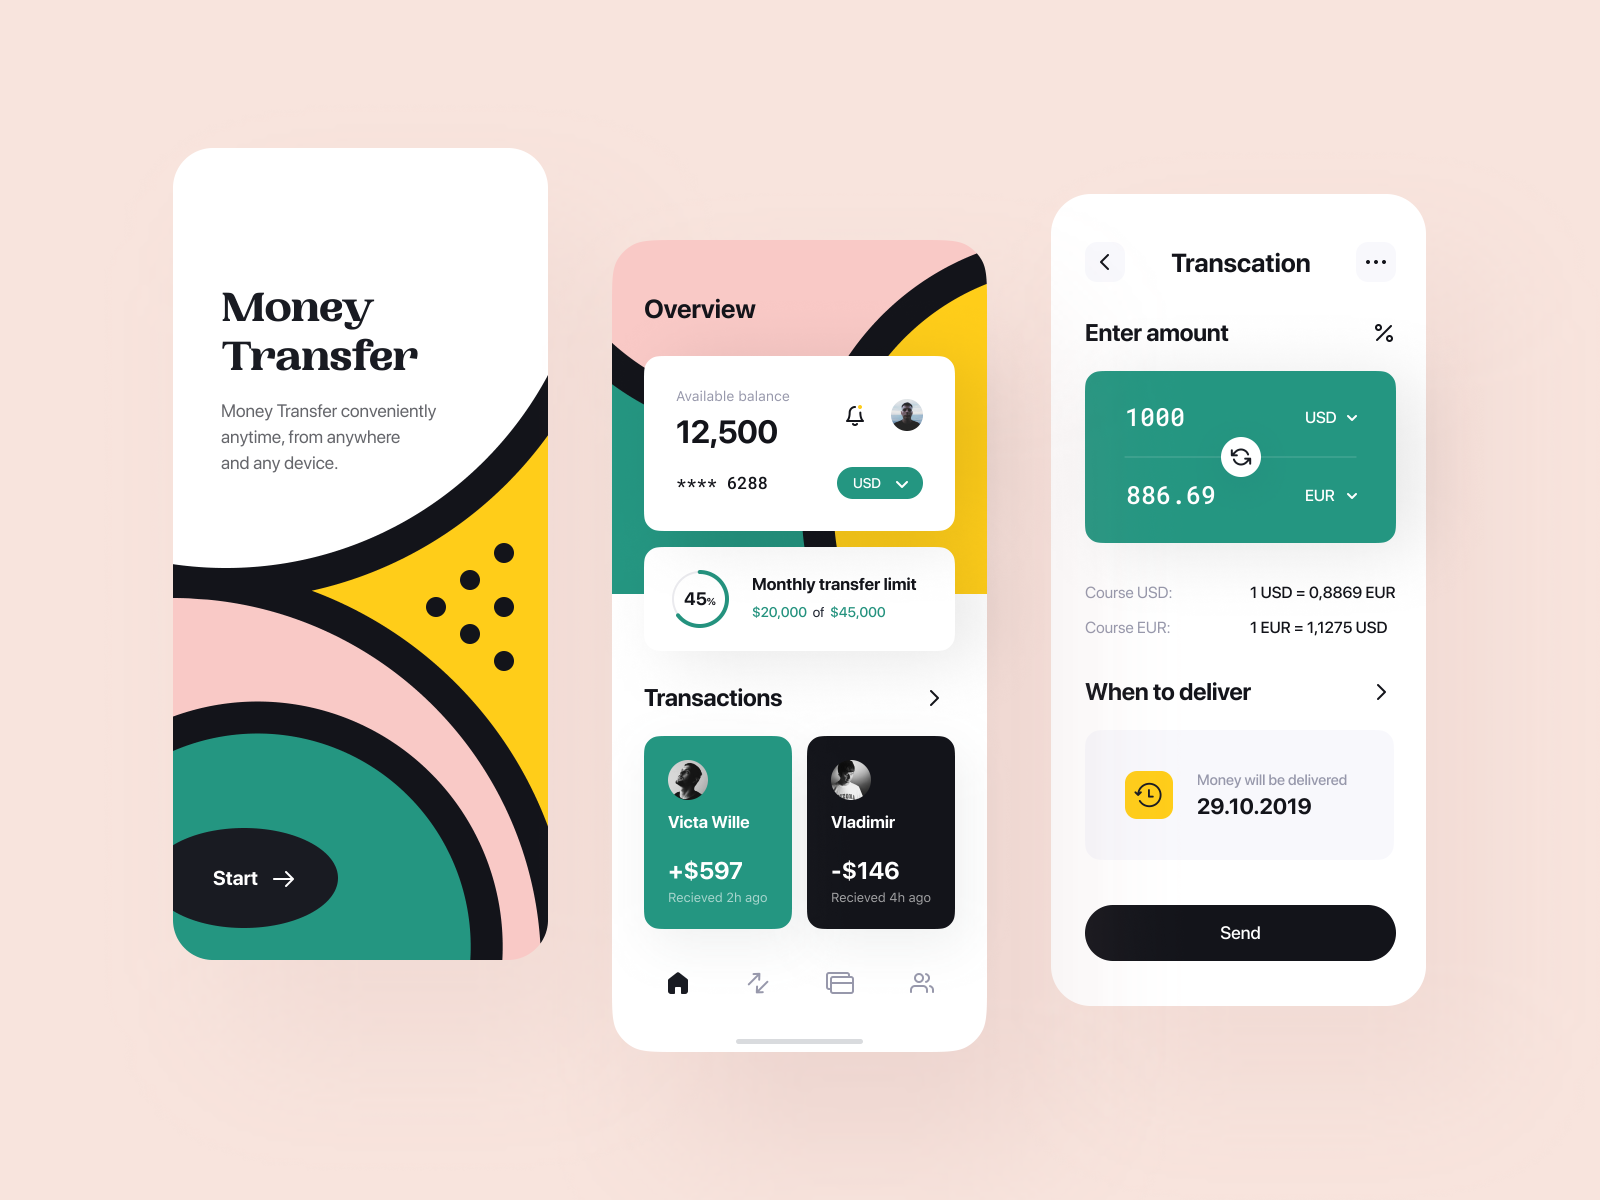 Money
Transfer
Money Transfer conveniently
anytime, from anywhere
and any device.
Start
Overview
Available balance
12,500
**** 6288
USD
45%
Monthly transfer limit
$20,000 of $45,000
Transactions
Victa Wille
+$597
Recieved 2h ago
Vladimir
-$146
Recieved 4h ago
Transcation
Enter amount
1000
USD
886.69
EUR
Course USD:
1 USD = 0,8869 EUR
Course EUR:
1 EUR = 1,1275 USD
When to deliver
Money will be delivered
29.10.2019
Send